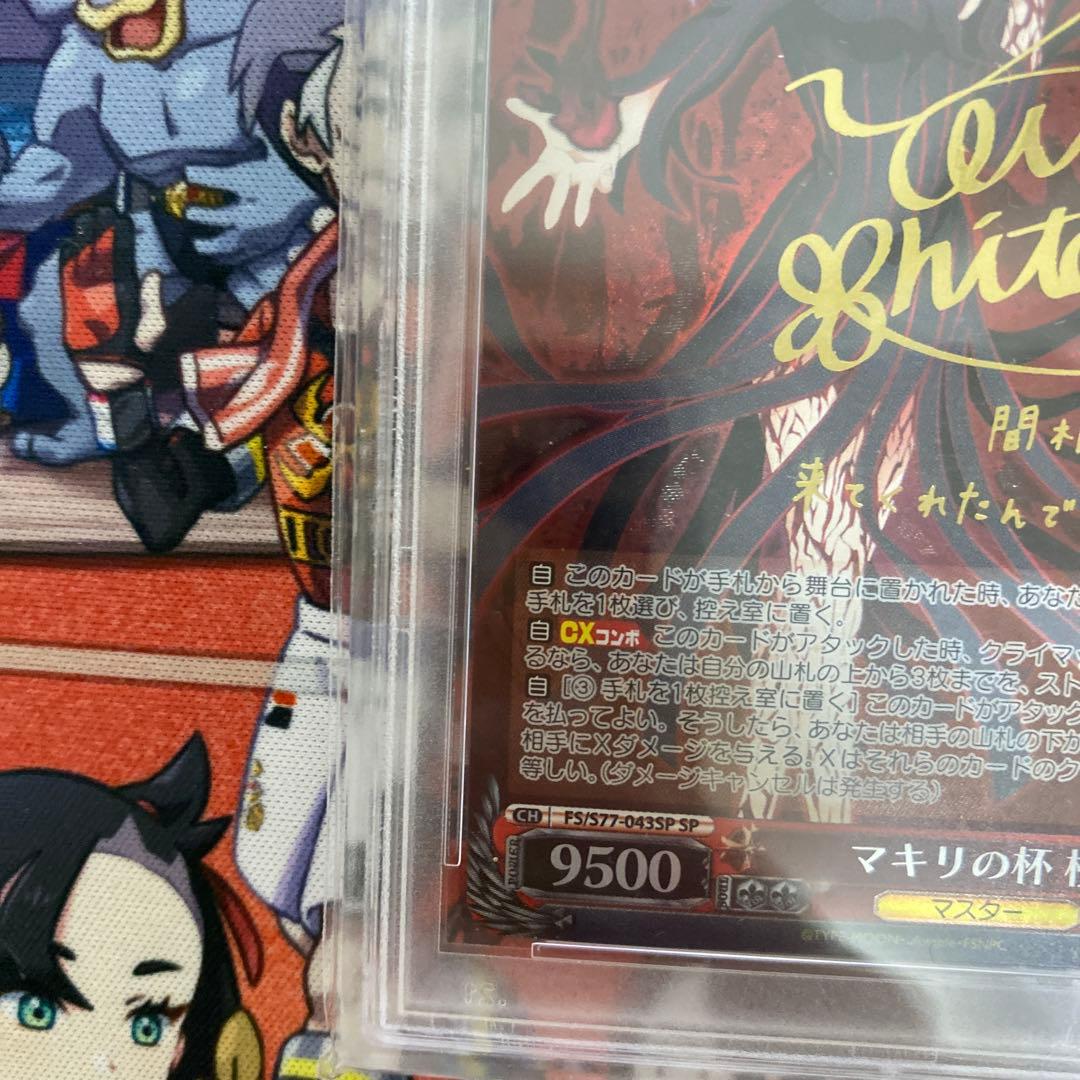 Shito
間木
来てくれたんで
自 このカードが手札から舞台に置かれた時、あなた
手札を1枚選び、控え室に置く。
自 CXコンボ このカードがアタックした時、クライマッ
るなら、あなたは自分の山札の上から3枚までを、スト
自 [③ 手札を1枚控え室に置く] このカードがアタック
を払ってよい。そうしたら、あなたは相手の山札の下か
相手にXダメージを与える。Xはそれらのカードのク
等しい。(ダメージキャンセルは発生する)
CH FS/S77-043SP SP
POWER 9500 SOUL
マキリの杯
マスター
©TYPE-MOON・ ・FSNPC